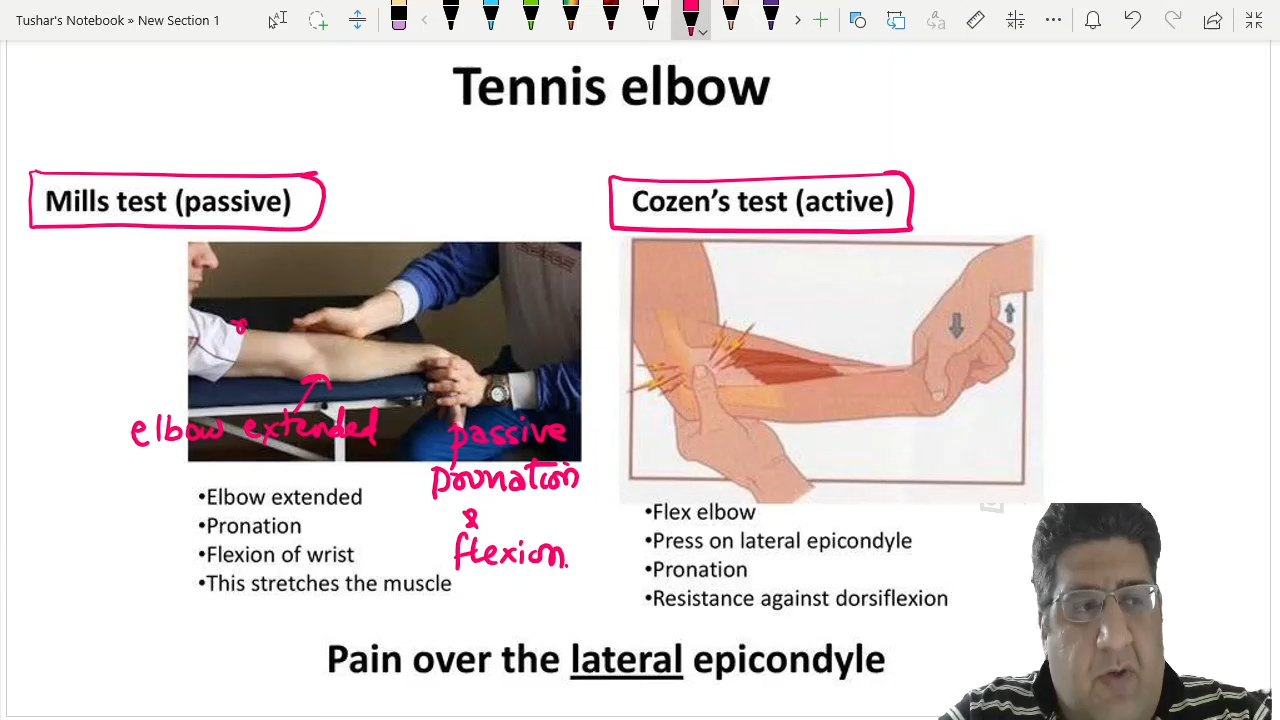 Tushar's Notebook » New Section 1
Tennis elbow
Mills test (passive)
elbow extended
passive
pronation
&
flexion.
•Elbow extended
•Pronation
•Flexion of wrist
•This stretches the muscle
Cozen's test (active)
•Flex elbow
•Press on lateral epicondyle
•Pronation
•Resistance against dorsiflexion
Pain over the lateral epicondyle